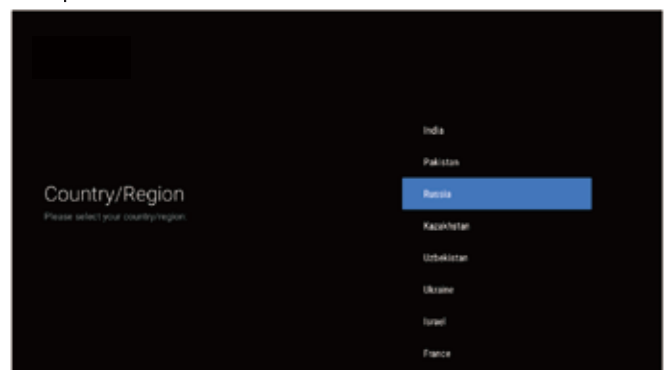 Country/Region
Please select your country/region:
India
Pakistan
Russia
Kazakhstan
Uzbekistan
Ukraine
Israel
France